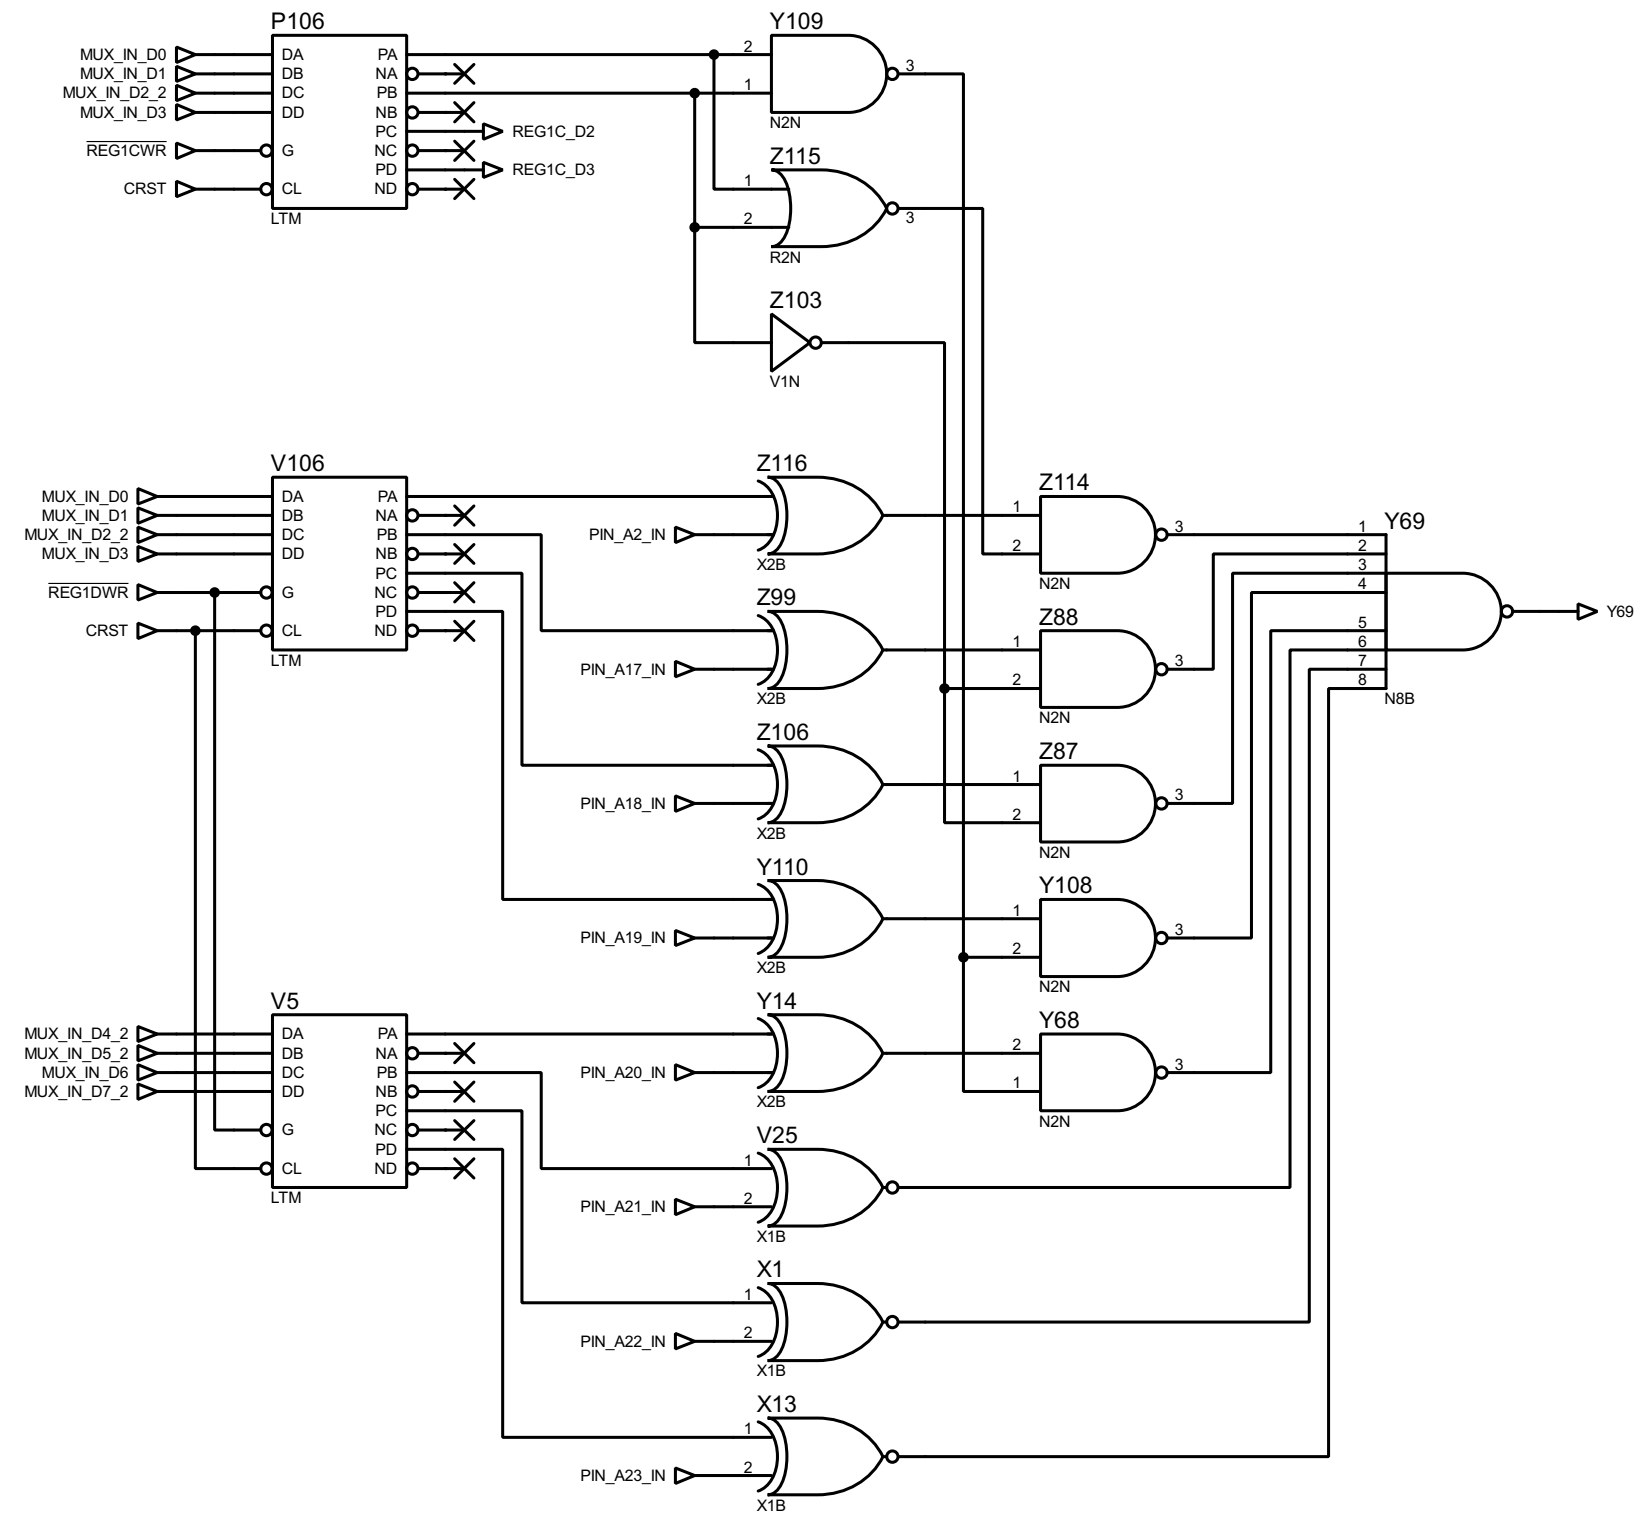 P106
MUX_IN_D0 DA PA
MUX_IN_D1 DB NA
MUX_IN_D2_2 DC PB
MUX_IN_D3 DD NB
PC REG1C_D2
REG1CWR G NC
PD REG1C_D3
CRST CL ND
LTM
Y109
2
1
3
N2N
Z115
1
2
3
R2N
Z103
V1N
V106
MUX_IN_D0 DA PA
MUX_IN_D1 DB NA
MUX_IN_D2_2 DC PB
MUX_IN_D3 DD NB
PC
REG1DWR G NC
PD
CRST CL ND
LTM
Z116
PIN_A2_IN
X2B
Z99
PIN_A17_IN
X2B
Z106
PIN_A18_IN
X2B
Y110
PIN_A19_IN
X2B
Z114
1
2
3
N2N
Z88
1
2
3
N2N
Z87
1
2
3
N2N
Y108
1
2
3
N2N
Y69
1
2
3
4
5
6
7
8
N8B
Y69
V5
MUX_IN_D4_2 DA PA
MUX_IN_D5_2 DB NA
MUX_IN_D6 DC PB
MUX_IN_D7_2 DD NB
PC
G NC
PD
CL ND
LTM
Y14
PIN_A20_IN
X2B
Y68
2
1
3
N2N
V25
1
PIN_A21_IN 2
X1B
X1
1
PIN_A22_IN 2
X1B
X13
1
PIN_A23_IN 2
X1B